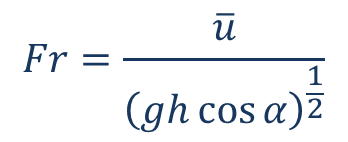 Fr = ū / (gh cos α)^{1/2}